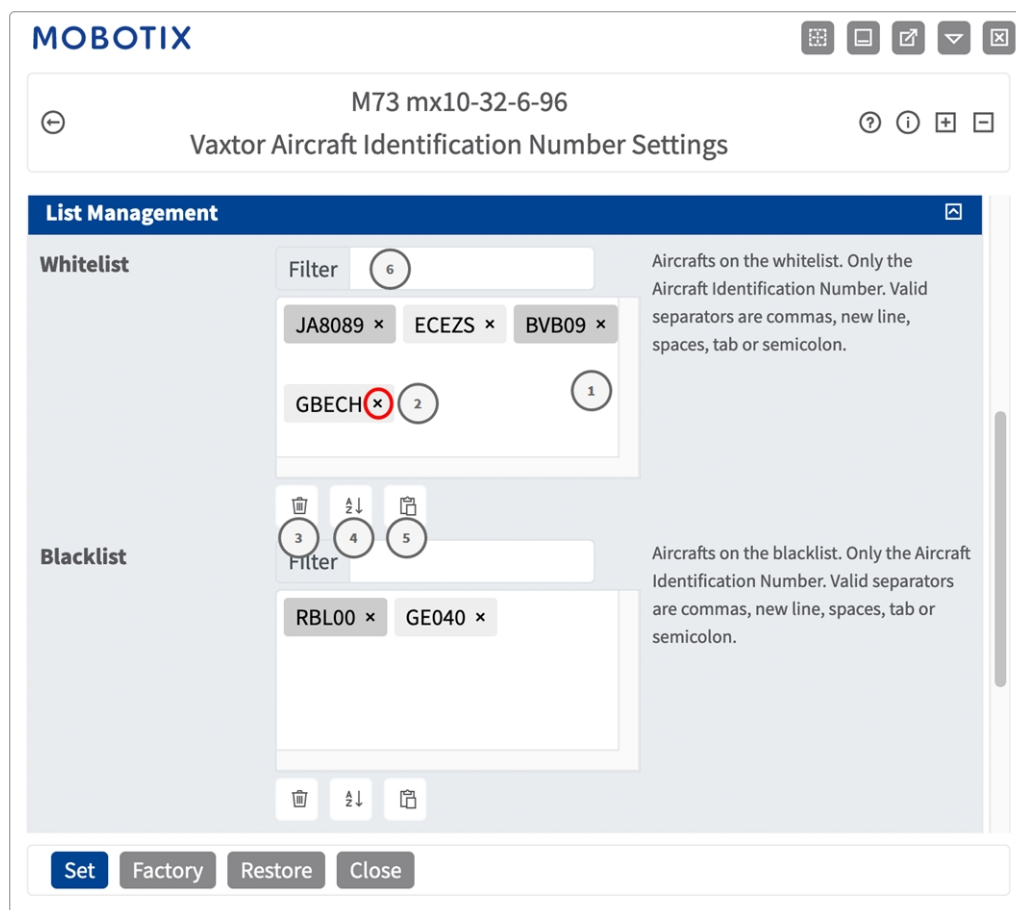 MOBOTIX
M73 mx10-32-6-96
Vaxtor Aircraft Identification Number Settings
List Management
Whitelist
Filter
6
Aircrafts on the whitelist. Only the
Aircraft Identification Number. Valid
separators are commas, new line,
spaces, tab or semicolon.
JA8089 × ECEZS × BVB09 ×
1
GBECH × 2
3 4 5
Blacklist
Filter
Aircrafts on the blacklist. Only the Aircraft
Identification Number. Valid separators
are commas, new line, spaces, tab or
semicolon.
RBL00 × GE040 ×
Set Factory Restore Close